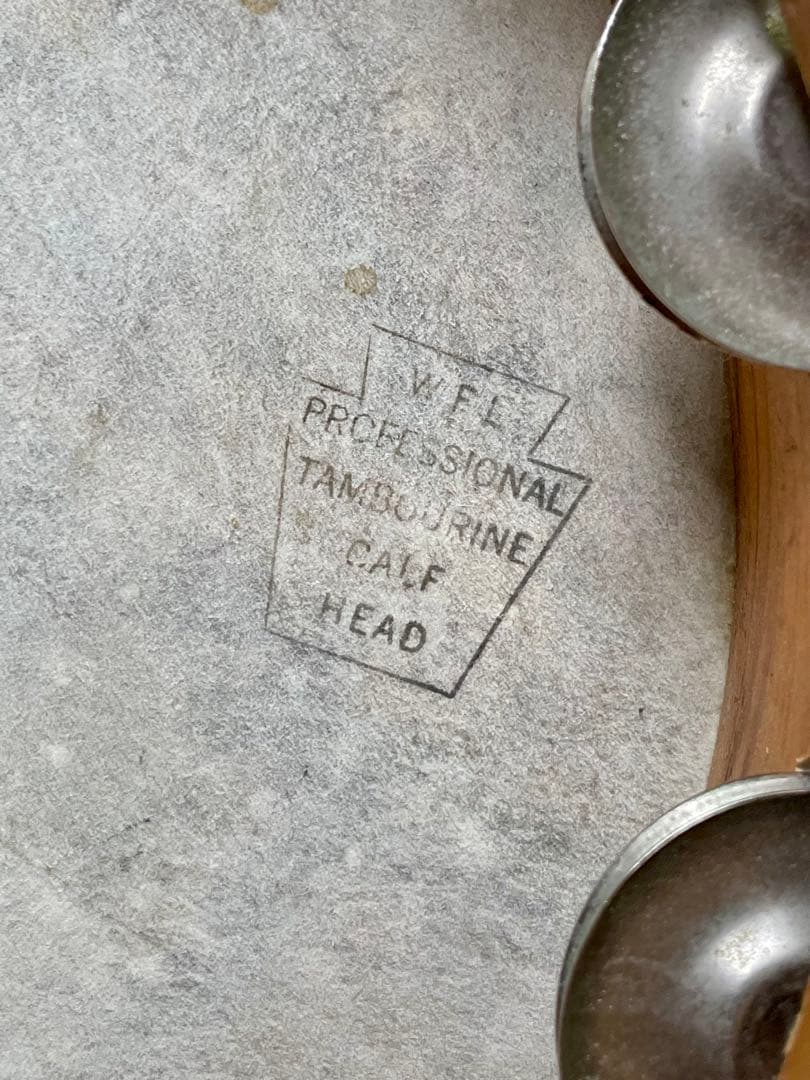 W F E
PROFESSIONAL
TAMBOURINE
CALF
HEAD